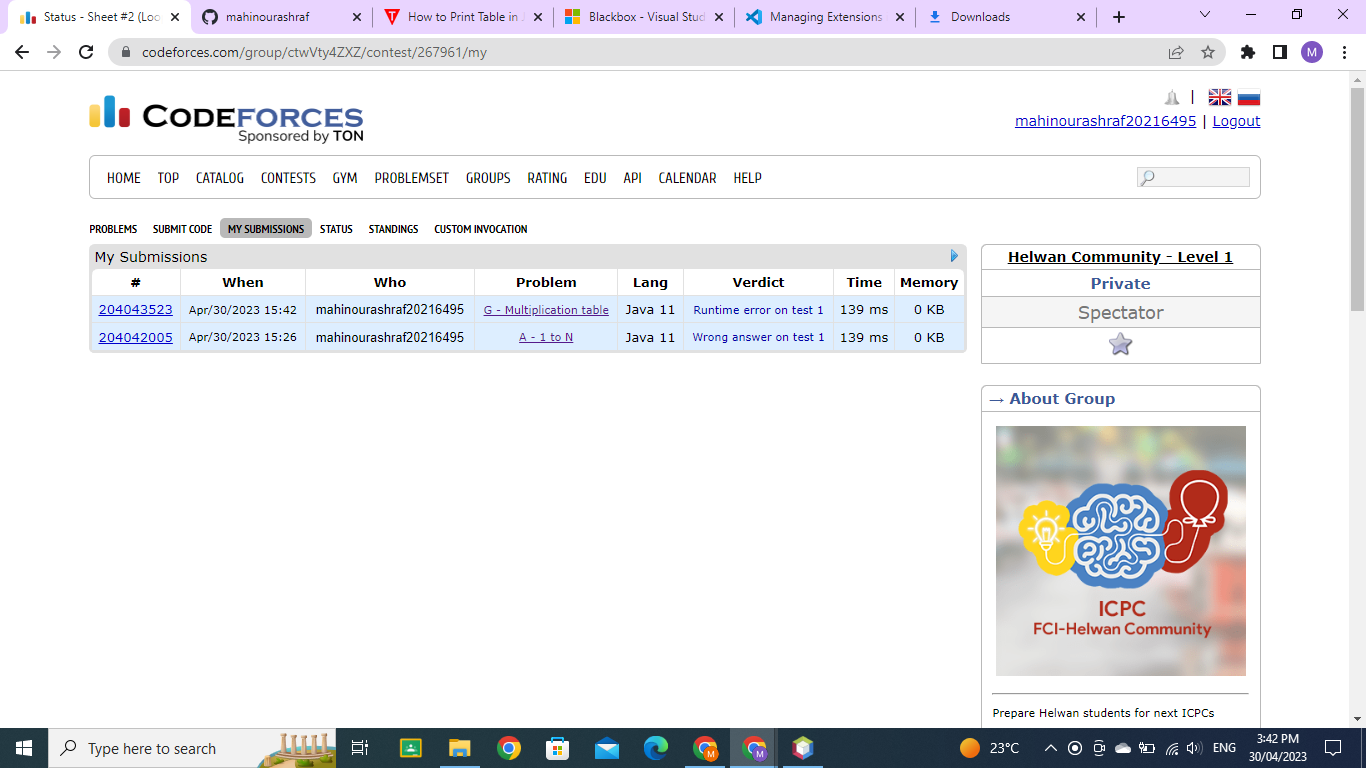 Status - Sheet #2 (Loo
mahinourashraf
How to Print Table in J
Blackbox - Visual Stud
Managing Extensions
Downloads
codeforces.com/group/ctwVty4ZXZ/contest/267961/my
M
CODEFORCES
Sponsored by TON
|
mahinourashraf20216495 | Logout
HOME TOP CATALOG CONTESTS GYM PROBLEMSET GROUPS RATING EDU API CALENDAR HELP
PROBLEMS SUBMIT CODE MY SUBMISSIONS STATUS STANDINGS CUSTOM INVOCATION
My Submissions
# When Who Problem Lang Verdict Time Memory
204043523 Apr/30/2023 15:42 mahinourashraf20216495 G - Multiplication table Java 11 Runtime error on test 1 139 ms 0 KB
204042005 Apr/30/2023 15:26 mahinourashraf20216495 A - 1 to N Java 11 Wrong answer on test 1 139 ms 0 KB
Helwan Community - Level 1
Private
Spectator
→ About Group
ICPC
FCI-Helwan Community
Prepare Helwan students for next ICPCs
Type here to search
M
M
23°C
ENG
3:42 PM
30/04/2023